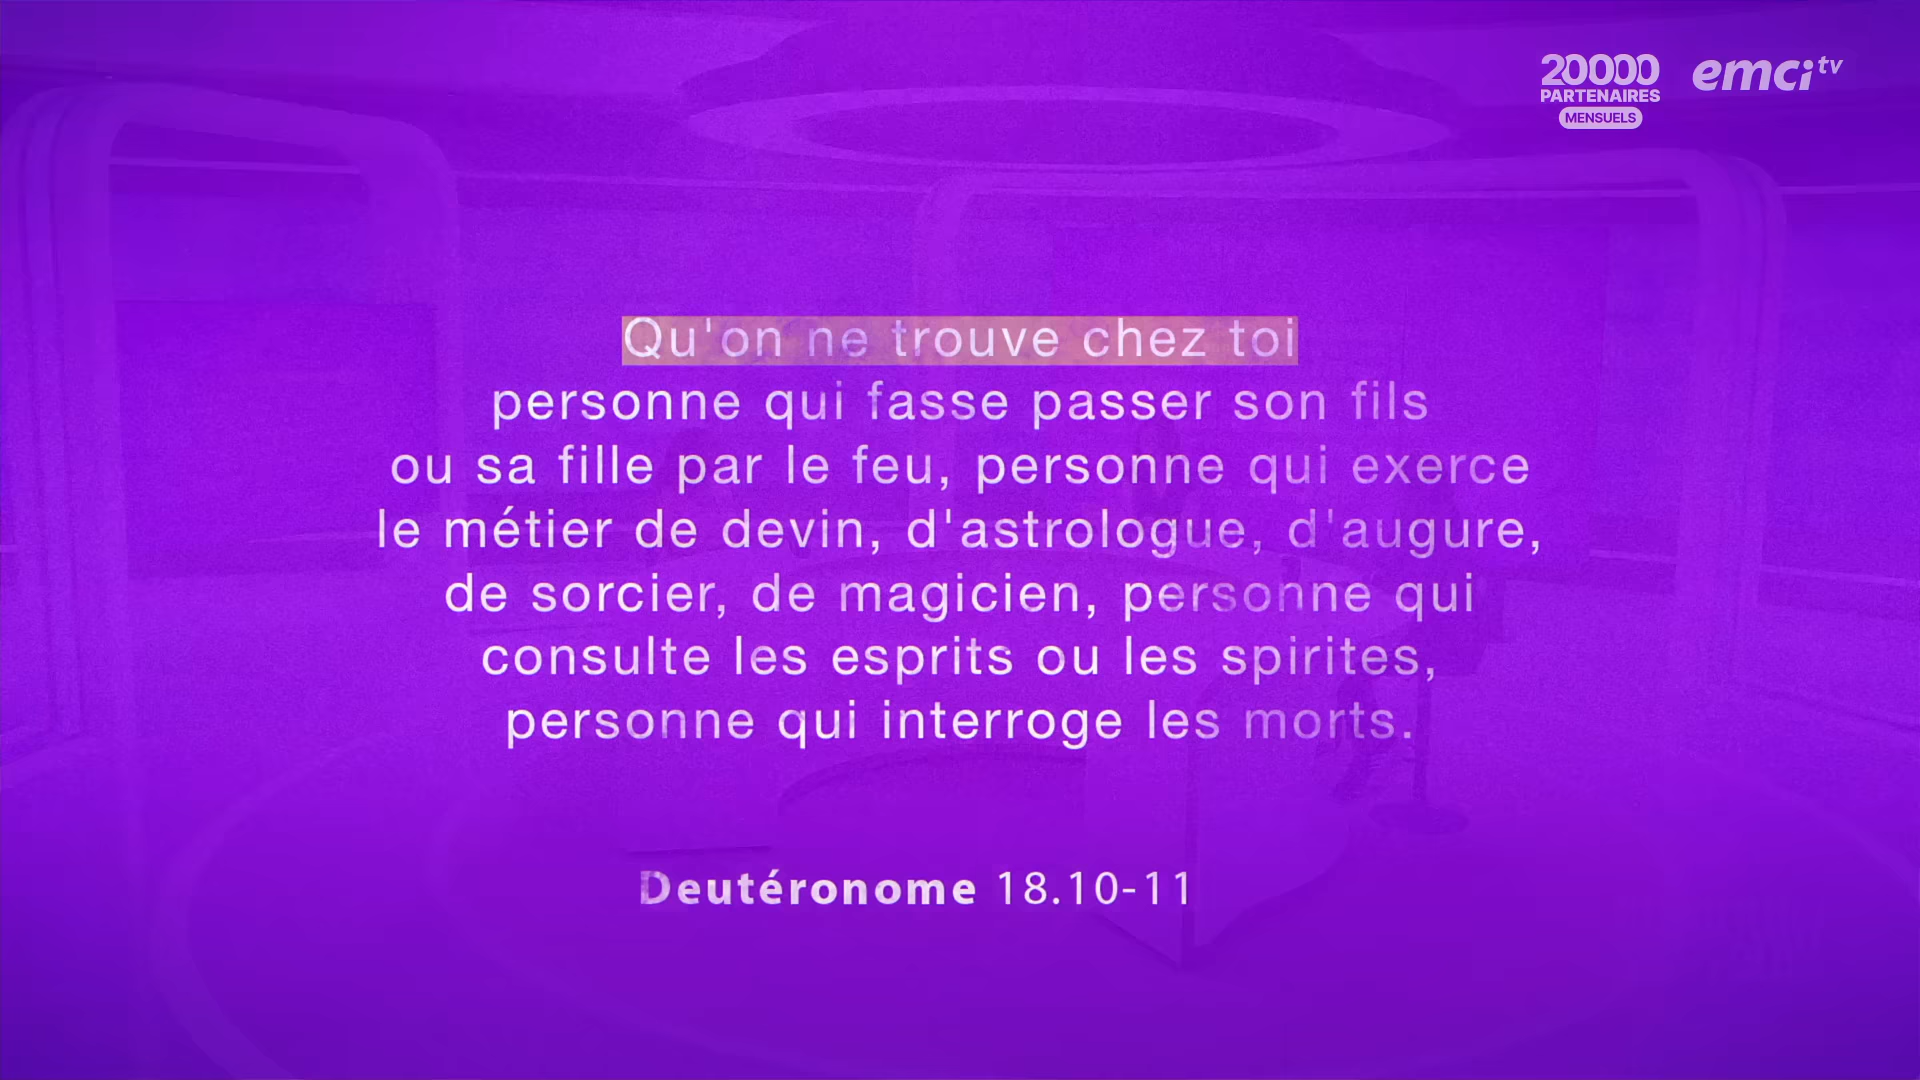 20000
PARTENAIRES
MENSUELS
emci tv
Qu'on ne trouve chez toi
personne qui fasse passer son fils
ou sa fille par le feu, personne qui exerce
le métier de devin, d'astrologue, d'augure,
de sorcier, de magicien, personne qui
consulte les esprits ou les spirites,
personne qui interroge les morts.
Deutéronome 18.10-11